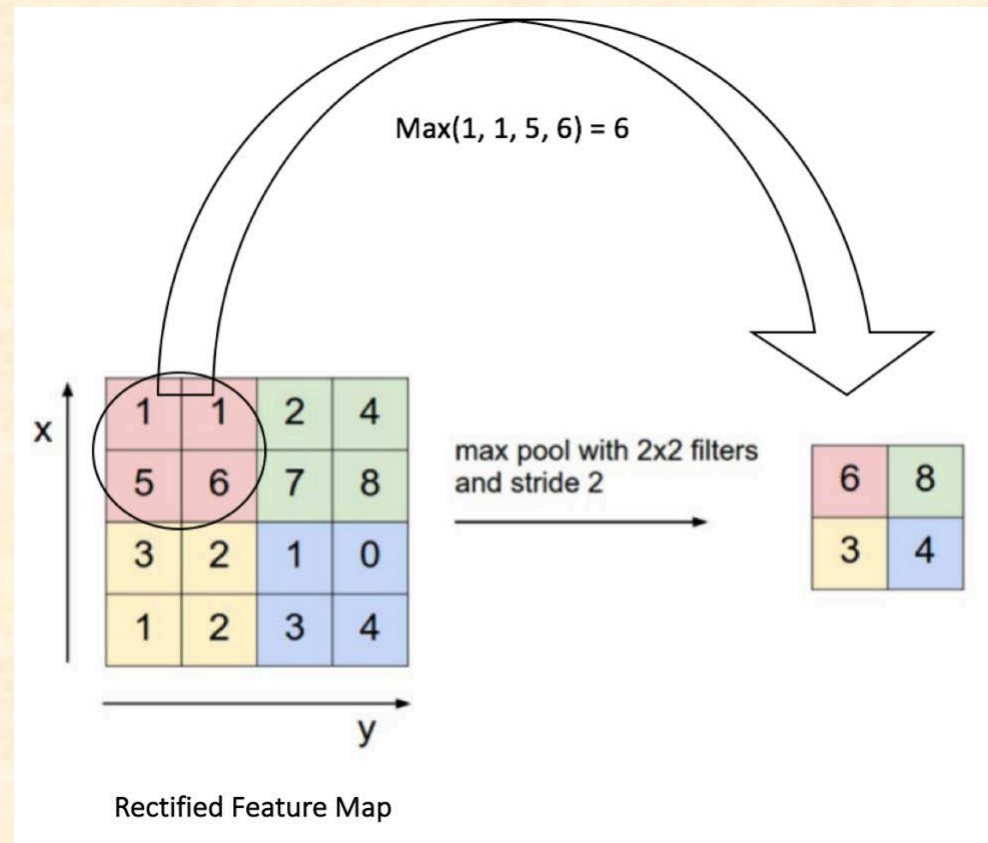 Max(1, 1, 5, 6) = 6
x
1 1 2 4
5 6 7 8
3 2 1 0
1 2 3 4
y
max pool with 2x2 filters
and stride 2
6 8
3 4
Rectified Feature Map